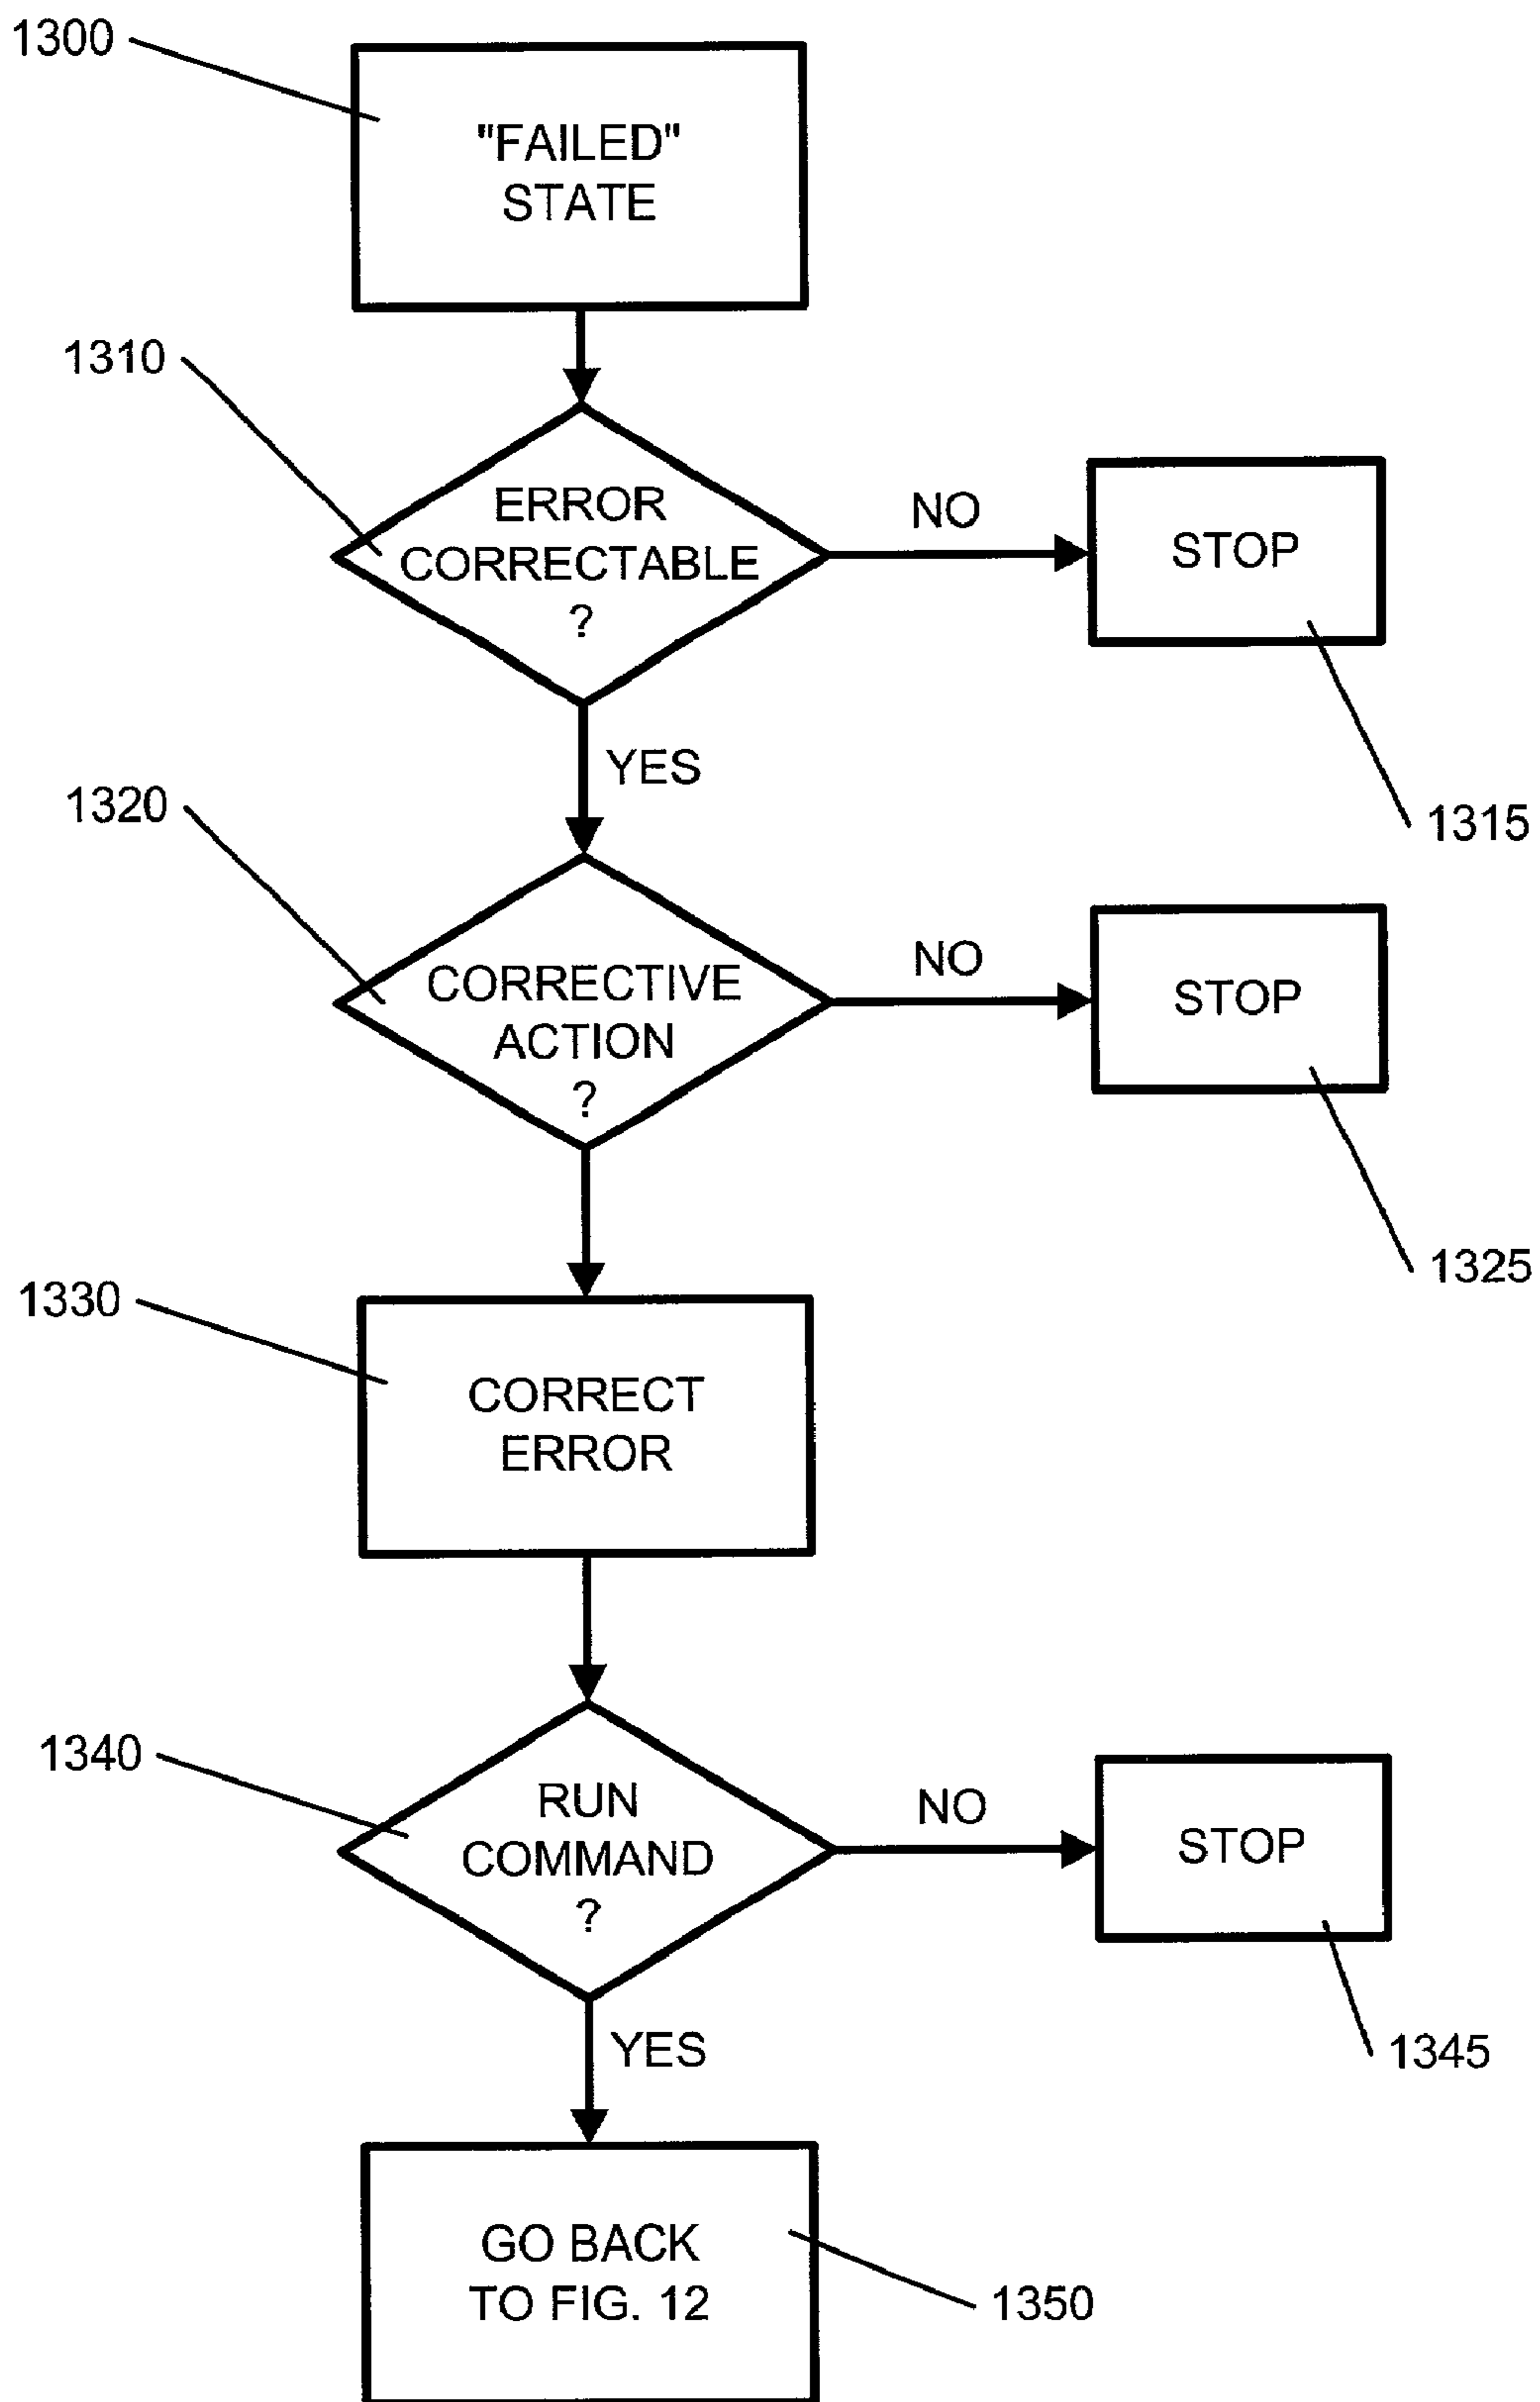 1300
"FAILED"
STATE
1310
ERROR
CORRECTABLE
?
NO
STOP
1315
YES
1320
CORRECTIVE
ACTION
?
NO
STOP
1325
1330
CORRECT
ERROR
1340
RUN
COMMAND
?
NO
STOP
1345
YES
GO BACK
TO FIG. 12
1350